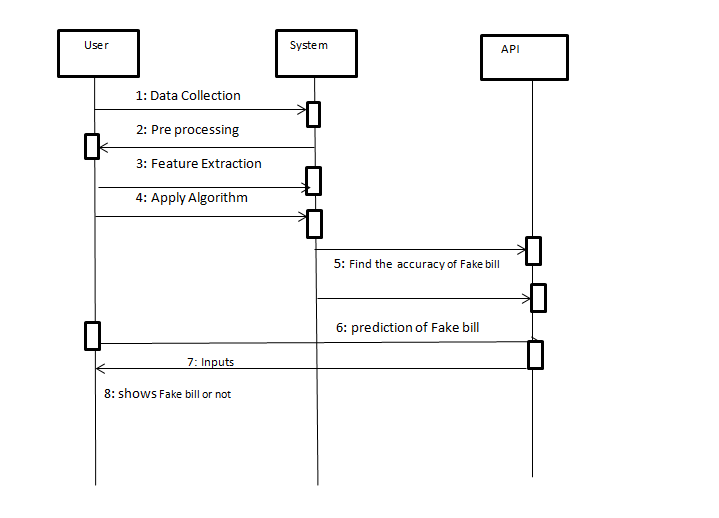 User
System
API
1: Data Collection
2: Pre processing
3: Feature Extraction
4: Apply Algorithm
5: Find the accuracy of Fake bill
6: prediction of Fake bill
7: Inputs
8: shows Fake bill or not